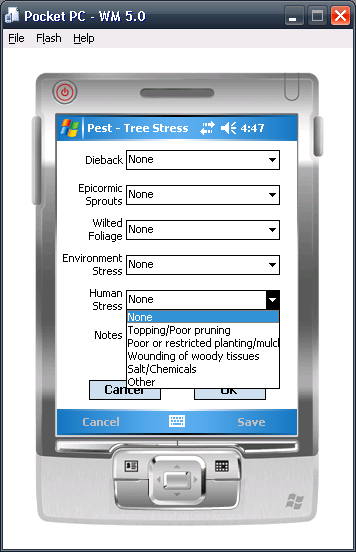 Pocket PC - WM 5.0
File Flash Help
Pest - Tree Stress 4:47
Dieback None
Epicormic
Sprouts None
Wilted
Foliage None
Environment
Stress None
Human
Stress None
None
Topping/Poor pruning
Notes
Poor or restricted planting/mulcl
Wounding of woody tissues
Salt/Chemicals
Other
Cancel OK
Cancel Save